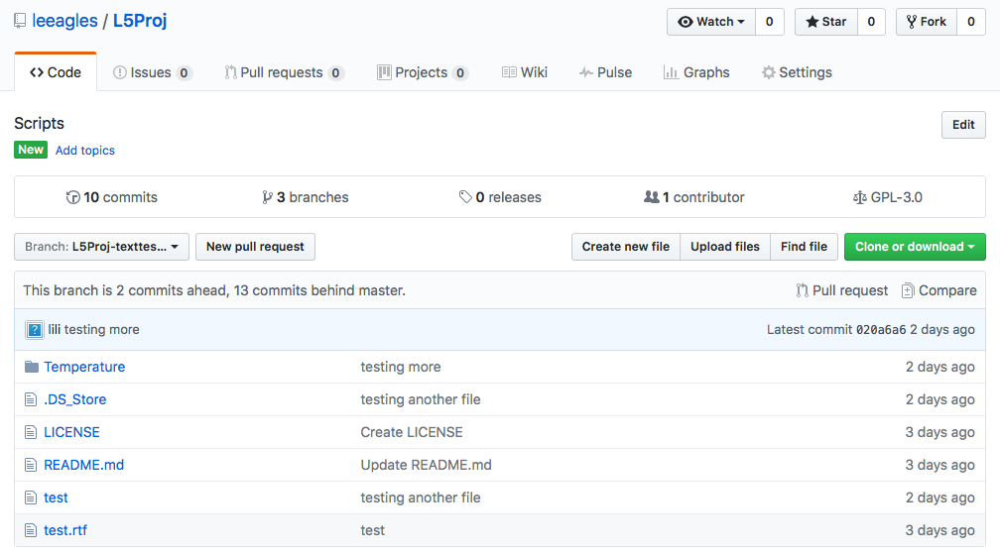 leeagles / L5Proj Watch 0 Star 0 Fork 0
Code Issues 0 Pull requests 0 Projects 0 Wiki Pulse Graphs Settings
Scripts Edit
New Add topics
10 commits 3 branches 0 releases 1 contributor GPL-3.0
Branch: L5Proj-texttes... New pull request Create new file Upload files Find file Clone or download
This branch is 2 commits ahead, 13 commits behind master. Pull request Compare
? lili testing more Latest commit 020a6a6 2 days ago
Temperature testing more 2 days ago
.DS_Store testing another file 2 days ago
LICENSE Create LICENSE 3 days ago
README.md Update README.md 3 days ago
test testing another file 2 days ago
test.rtf test 3 days ago